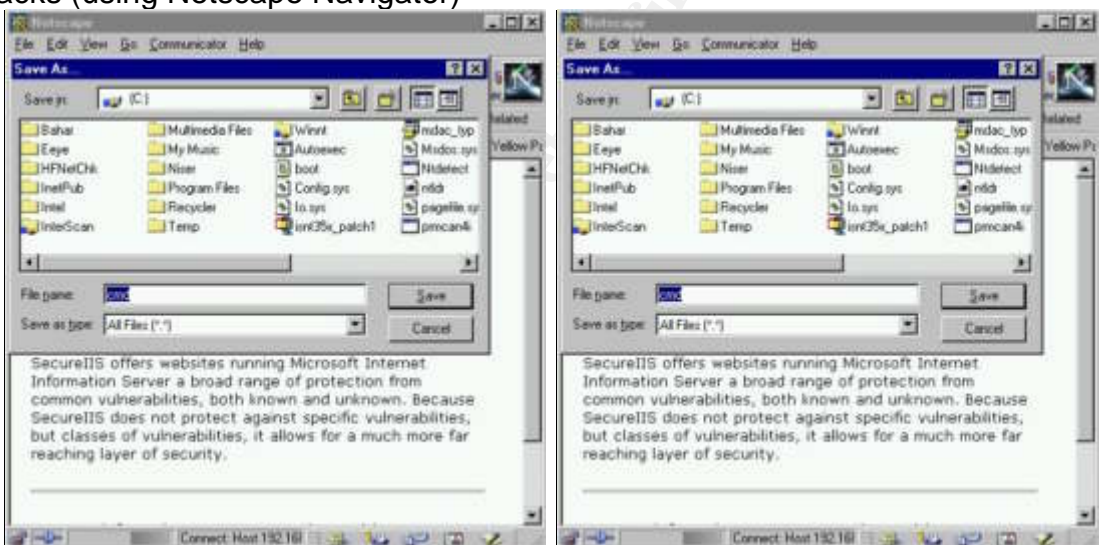 acks (using Netscape Navigator)
Netscape
File Edit View Go Communicator Help
Save As...
Save in: (C:)
Bahar
Eeye
HFNetChk
InetPub
Intel
InterScan
Multimedia Files
My Music
Niser
Program Files
Recycler
Temp
Winnt
Autoexec
boot
Config.sys
Io.sys
isnt35x_patch1
mdac_typ
Msdos.sys
Ntdetect
ntldr
pagefile.sy
File name: cmd
Save
Save as type: All Files (*.*)
Cancel
Related
Yellow Pa
SecureIIS offers websites running Microsoft Internet
Information Server a broad range of protection from
common vulnerabilities, both known and unknown. Because
SecureIIS does not protect against specific vulnerabilities,
but classes of vulnerabilities, it allows for a much more far
reaching layer of security.
Connect: Host 192.168
Netscape
File Edit View Go Communicator Help
Save As...
Save in: (C:)
Bahar
Eeye
HFNetChk
InetPub
Intel
InterScan
Multimedia Files
My Music
Niser
Program Files
Recycler
Temp
Winnt
Autoexec
boot
Config.sys
Io.sys
isnt35x_patch1
mdac_typ
Msdos.sys
Ntdetect
ntldr
pagefile.sy
File name: cmd
Save
Save as type: All Files (*.*)
Cancel
Related
Yellow Pa
SecureIIS offers websites running Microsoft Internet
Information Server a broad range of protection from
common vulnerabilities, both known and unknown. Because
SecureIIS does not protect against specific vulnerabilities,
but classes of vulnerabilities, it allows for a much more far
reaching layer of security.
Connect: Host 192.168